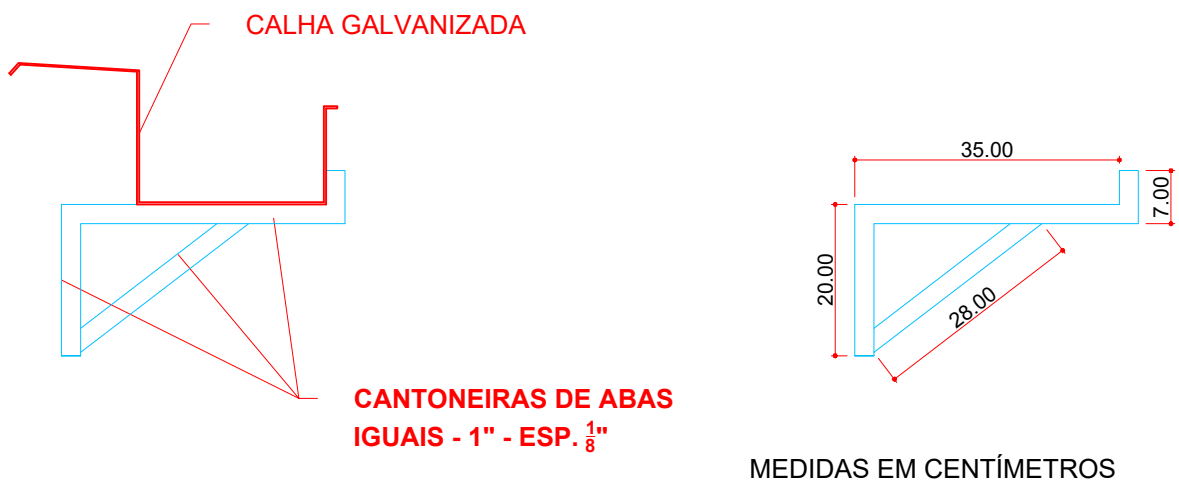 CALHA GALVANIZADA
35.00
7.00
20.00
28.00
CANTONEIRAS DE ABAS
IGUAIS - 1" - ESP. 1/8"
MEDIDAS EM CENTÍMETROS